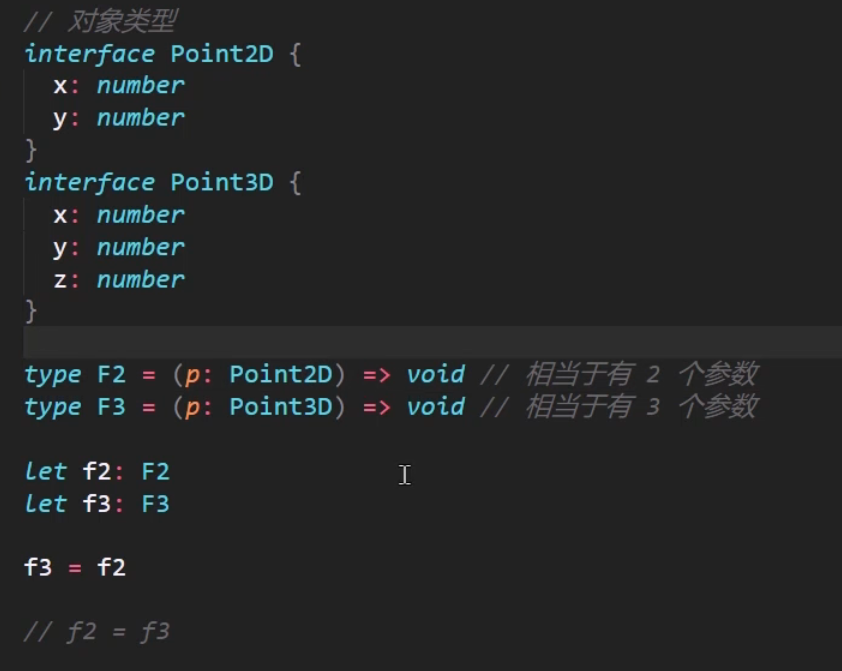 // 对象类型
interface Point2D {
  x: number
  y: number
}
interface Point3D {
  x: number
  y: number
  z: number
}
type F2 = (p: Point2D) => void // 相当于有 2 个参数
type F3 = (p: Point3D) => void // 相当于有 3 个参数
let f2: F2
let f3: F3
f3 = f2
// f2 = f3